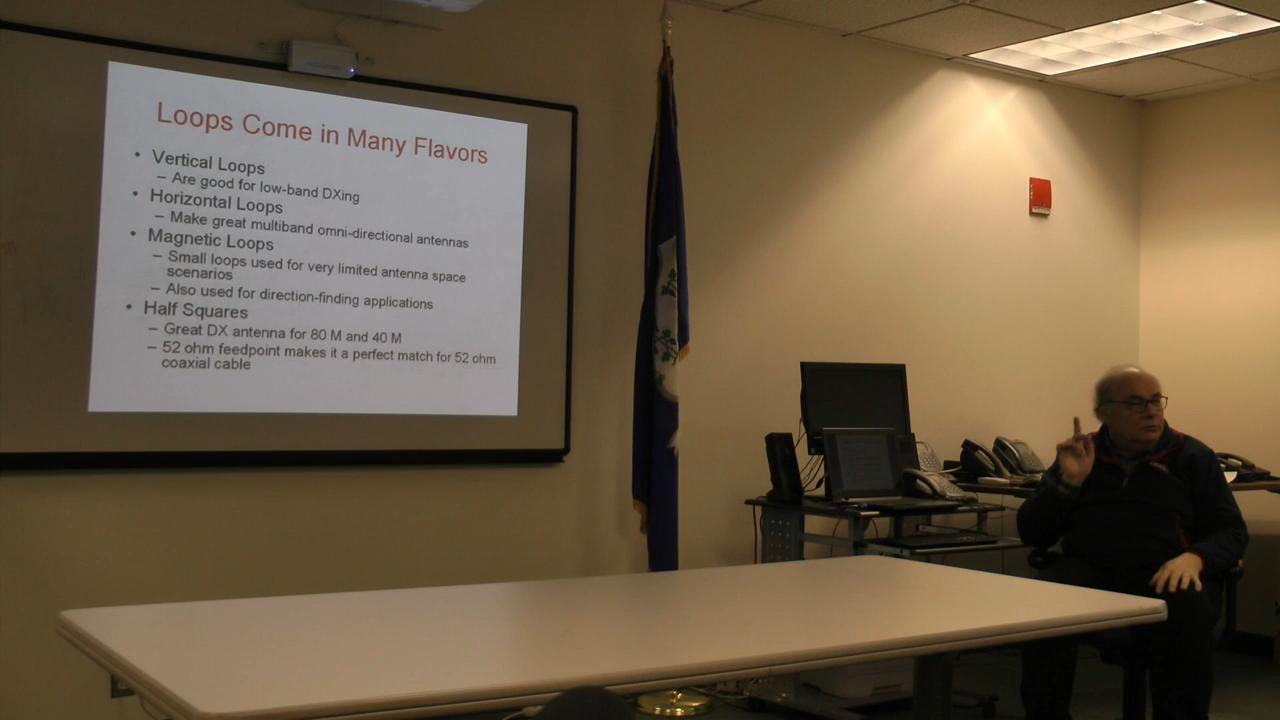 Loops Come in Many Flavors
• Vertical Loops
– Are good for low-band DXing
• Horizontal Loops
– Make great multiband omni-directional antennas
• Magnetic Loops
– Small loops used for very limited antenna space
scenarios
– Also used for direction-finding applications
• Half Squares
– Great DX antenna for 80 M and 40 M
– 52 ohm feedpoint makes it a perfect match for 52 ohm
coaxial cable